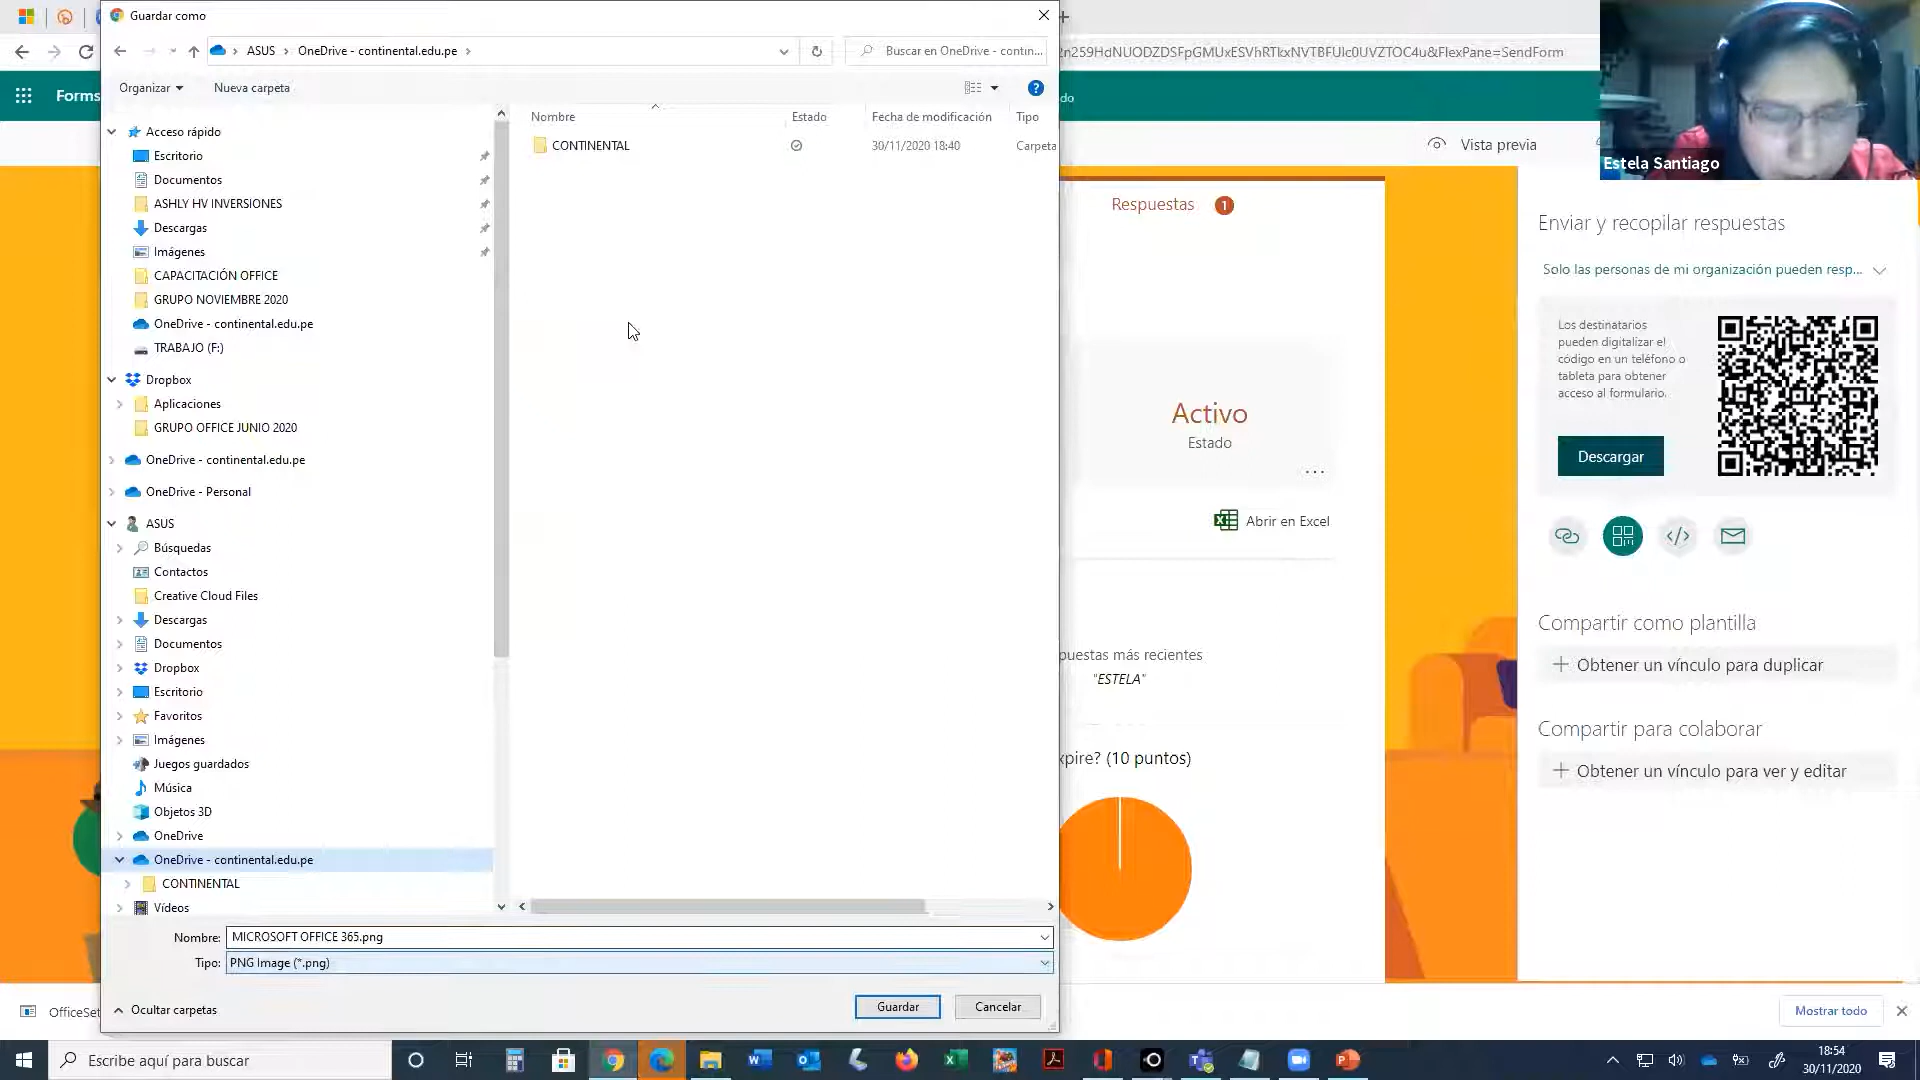 Guardar como
ASUS
OneDrive - continental.edu.pe
Buscar en OneDrive - contin...
2n259HdNUODZDSFpGMUxESVhRTkxNVTBFUlc0UVZTOC4u&FlexPane=SendForm
Organizar
Nueva carpeta
Forms
do
Nombre
Estado
Fecha de modificación
Tipo
CONTINENTAL
30/11/2020 18:40
Carpeta
Acceso rápido
Escritorio
Documentos
ASHLY HV INVERSIONES
Descargas
Imágenes
CAPACITACIÓN OFFICE
GRUPO NOVIEMBRE 2020
OneDrive - continental.edu.pe
TRABAJO (F:)
Dropbox
Aplicaciones
GRUPO OFFICE JUNIO 2020
OneDrive - continental.edu.pe
OneDrive - Personal
ASUS
Búsquedas
Contactos
Creative Cloud Files
Descargas
Documentos
Dropbox
Escritorio
Favoritos
Imágenes
Juegos guardados
Música
Objetos 3D
OneDrive
OneDrive - continental.edu.pe
CONTINENTAL
Vídeos
Nombre:
MICROSOFT OFFICE 365.png
Tipo:
PNG Image (*.png)
Ocultar carpetas
Guardar
Cancelar
Vista previa
Estela Santiago
Respuestas
1
Activo
Estado
...
Abrir en Excel
puestas más recientes
"ESTELA"
xpire? (10 puntos)
Enviar y recopilar respuestas
Solo las personas de mi organización pueden resp...
Los destinatarios
pueden digitalizar el
código en un teléfono o
tableta para obtener
acceso al formulario.
Descargar
Compartir como plantilla
Obtener un vínculo para duplicar
Compartir para colaborar
Obtener un vínculo para ver y editar
OfficeSet
Mostrar todo
Escribe aquí para buscar
18:54
30/11/2020